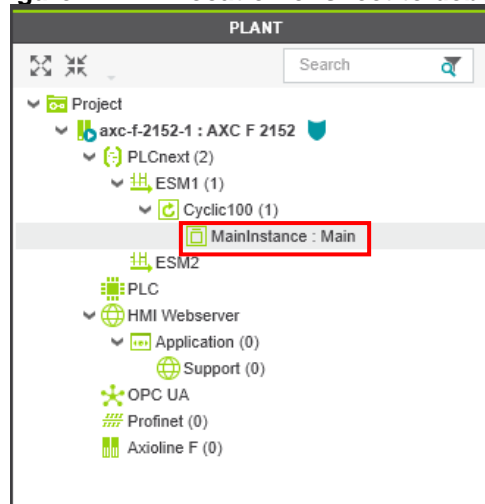 PLANT
Search
Project
axc-f-2152-1 : AXC F 2152
PLCnext (2)
ESM1 (1)
Cyclic100 (1)
MainInstance : Main
ESM2
PLC
HMI Webserver
Application (0)
Support (0)
OPC UA
Profinet (0)
Axioline F (0)